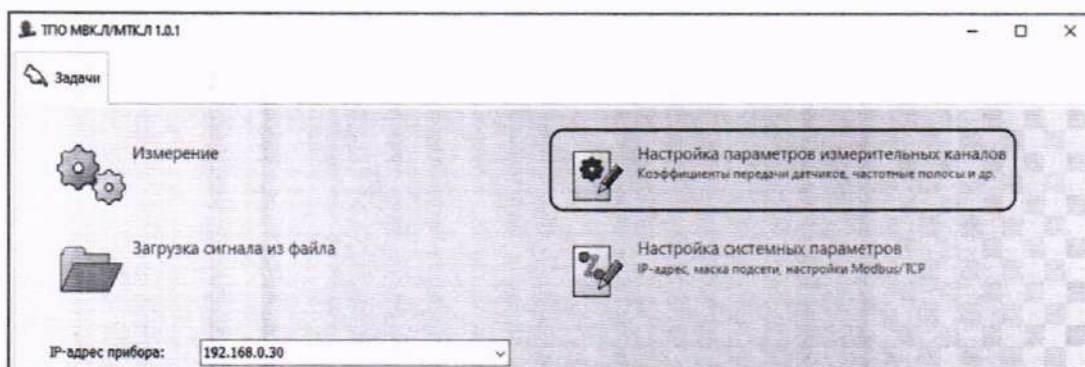 ТПО МВК.Л/МТК.Л 1.0.1
Задачи
Измерение
Настройка параметров измерительных каналов
Коэффициенты передачи датчиков, частотные полосы и др.
Загрузка сигнала из файла
Настройка системных параметров
IP-адрес, маска подсети, настройки Modbus/TCP
IP-адрес прибора: 192.168.0.30